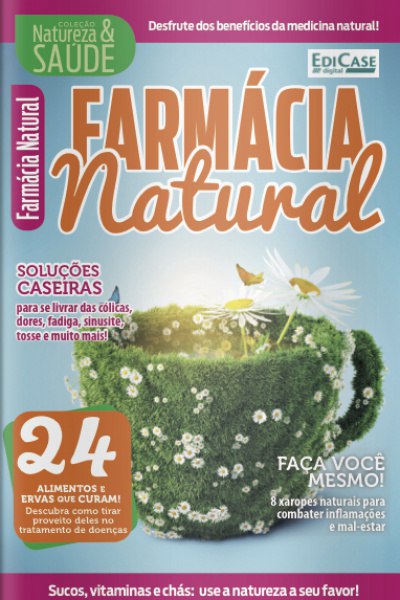 COLEÇÃO
Natureza &
SAÚDE
Desfrute dos benefícios da medicina natural!
EDICASE
digital
Farmácia Natural
FARMÁCIA
Natural
SOLUÇÕES
CASEIRAS
para se livrar das cólicas,
dores, fadiga, sinusite,
tosse e muito mais!
24
ALIMENTOS E
ERVAS QUE CURAM!
Descubra como tirar
proveito deles no
tratamento de doenças
FAÇA VOCÊ
MESMO!
8 xaropes naturais para
combater inflamações
e mal-estar
Sucos, vitaminas e chás: use a natureza a seu favor!